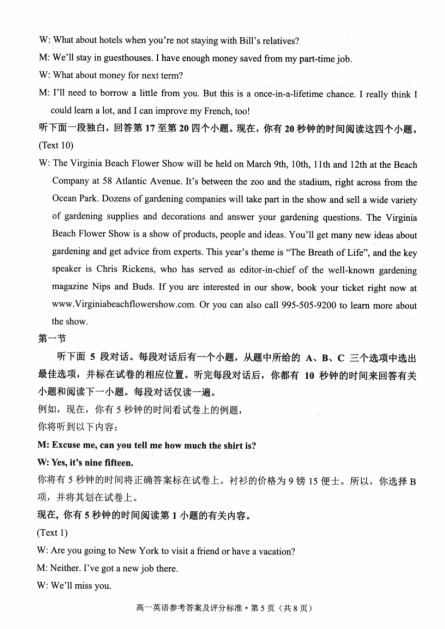 W: What about hotels when you're not staying with Bill's relatives?
M: We'll stay in guesthouses. I have enough money saved from my part-time job.
W: What about money for next term?
M: I'll need to borrow a little from you. But this is a once-in-a-lifetime chance. I really think I
could learn a lot, and I can improve my French, too!
听下面一段独白，回答第 17 至第 20 四个小题。现在，你有 20 秒钟的时间阅读这四个小题。
(Text 10)
W: The Virginia Beach Flower Show will be held on March 9th, 10th, 11th and 12th at the Beach
Company at 58 Atlantic Avenue. It's between the zoo and the stadium, right across from the
Ocean Park. Dozens of gardening companies will take part in the show and sell a wide variety
of gardening supplies and decorations and answer your gardening questions. The Virginia
Beach Flower Show is a show of products, people and ideas. You'll get many new ideas about
gardening and get advice from experts. This year's theme is “The Breath of Life”, and the key
speaker is Chris Rickens, who has served as editor-in-chief of the well-known gardening
magazine Nips and Buds. If you are interested in our show, book your ticket right now at
www.Virginiabeachflowershow.com. Or you can also call 995-505-9200 to learn more about
the show.
第一节
听下面 5 段对话。每段对话后有一个小题，从题中所给的 A、B、C 三个选项中选出
最佳选项，并标在试卷的相应位置。听完每段对话后，你都有 10 秒钟的时间来回答有关
小题和阅读下一小题。每段对话仅读一遍。
例如，现在，你有 5 秒钟的时间看试卷上的例题，
你将听到以下内容：
M: Excuse me, can you tell me how much the shirt is?
W: Yes, it's nine fifteen.
你将有 5 秒钟的时间将正确答案标在试卷上。衬衫的价格为 9 镑 15 便士。所以，你选择 B
项，并将其划在试卷上。
现在, 你有 5 秒钟的时间阅读第 1 小题的有关内容。
(Text 1)
W: Are you going to New York to visit a friend or have a vacation?
M: Neither. I've got a new job there.
W: We'll miss you.
高一英语参考答案及评分标准·第 5 页（共 8 页）